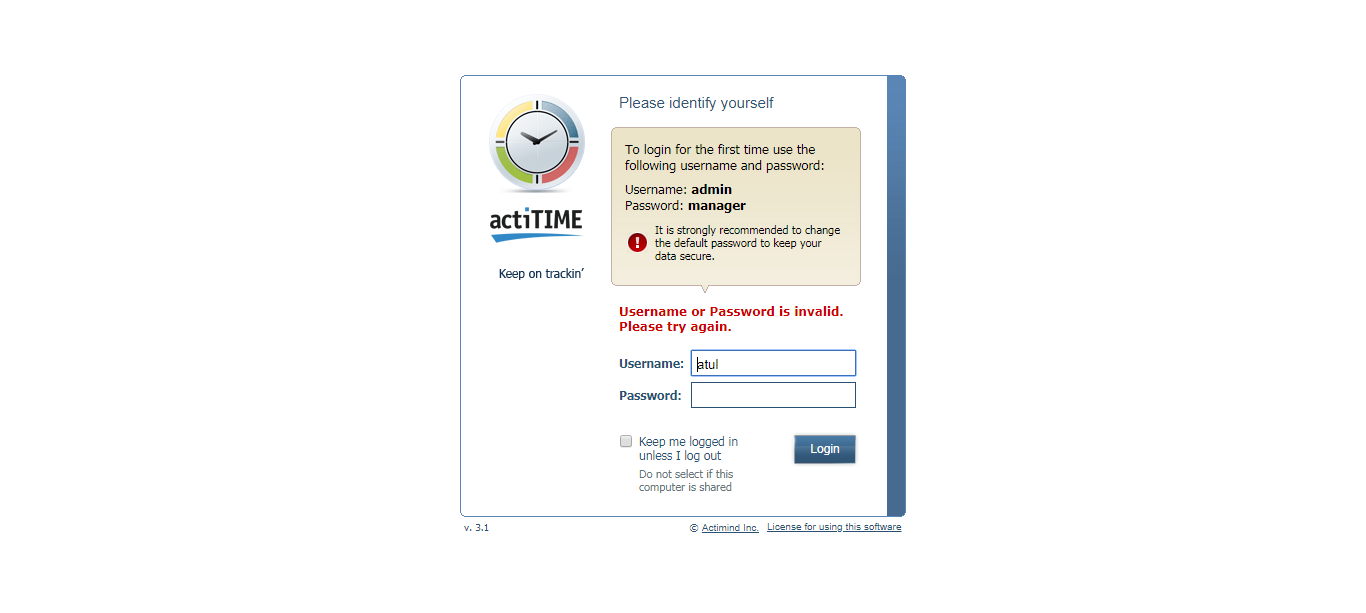 Please identify yourself
To login for the first time use the
following username and password:
Username: admin
Password: manager
It is strongly recommended to change
the default password to keep your
data secure.
actiTIME
Keep on trackin’
Username or Password is invalid.
Please try again.
Username: atul
Password:
Keep me logged in
unless I log out
Login
Do not select if this
computer is shared
v. 3.1
© Actimind Inc. License for using this software